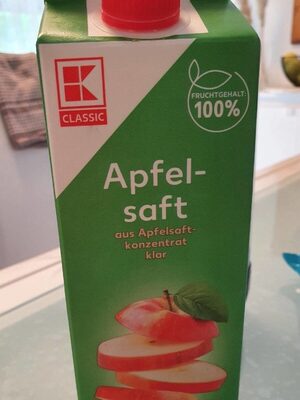 K
CLASSIC
FRUCHTGEHALT:
100%
Apfel-
saft
aus Apfelsaft-
konzentrat
klar